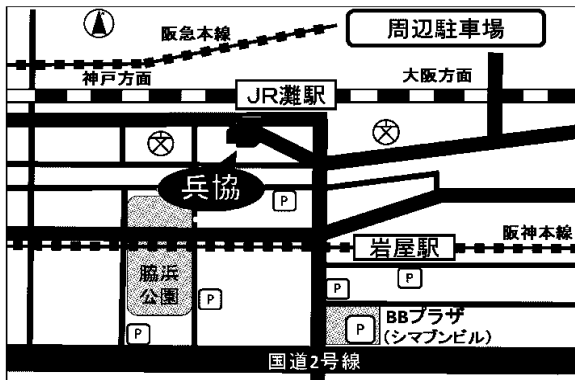 阪急本線
周辺駐車場
神戸方面
大阪方面
JR灘駅
兵協
P
阪神本線
岩屋駅
脇浜
公園
P
P
P
P
P
BBプラザ
(シマブンビル)
国道2号線